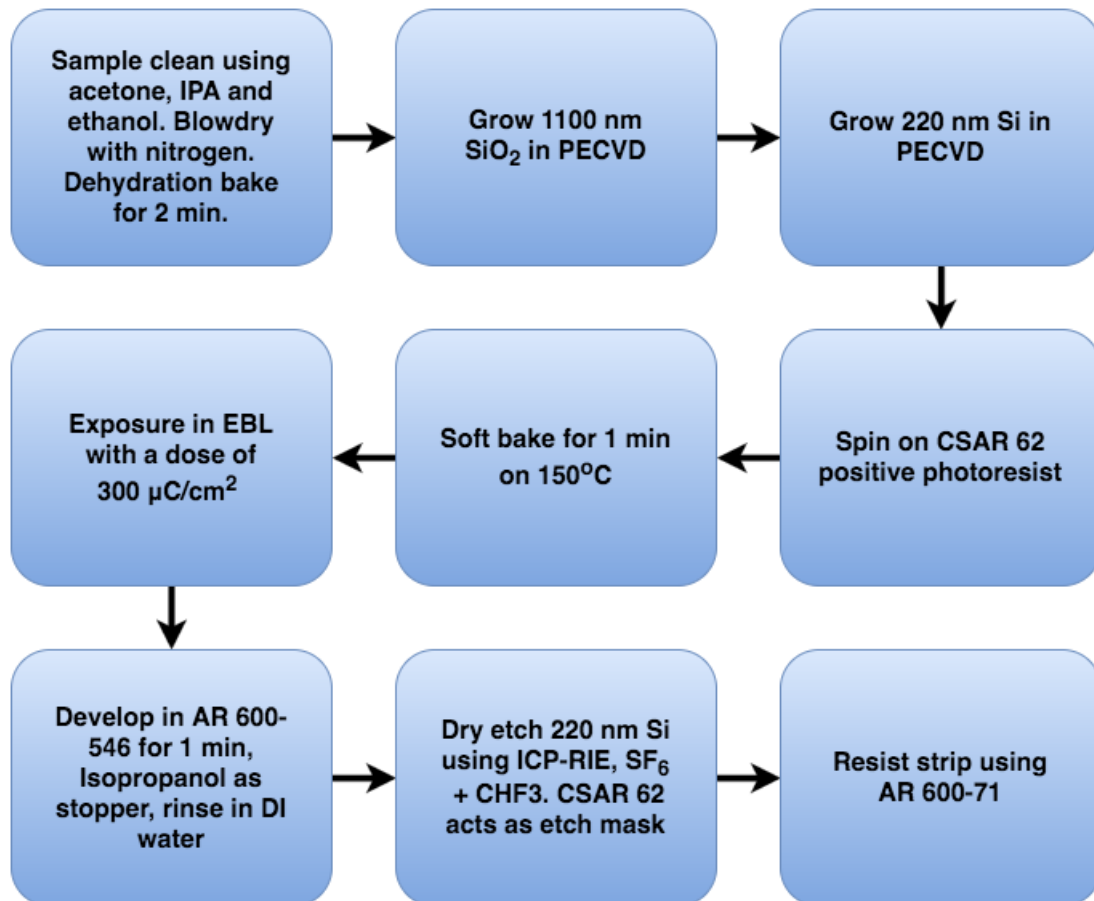 Sample clean using
acetone, IPA and
ethanol. Blowdry
with nitrogen.
Dehydration bake
for 2 min.
Grow 1100 nm
SiO2 in PECVD
Grow 220 nm Si in
PECVD
Spin on CSAR 62
positive photoresist
Soft bake for 1 min
on 150°C
Exposure in EBL
with a dose of
300 µC/cm²
Develop in AR 600-
546 for 1 min,
Isopropanol as
stopper, rinse in DI
water
Dry etch 220 nm Si
using ICP-RIE, SF6
+ CHF3. CSAR 62
acts as etch mask
Resist strip using
AR 600-71